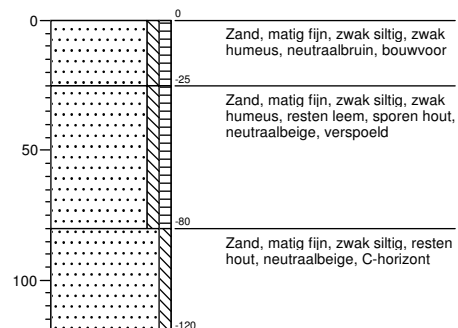 0
0
Zand, matig fijn, zwak siltig, zwak
humeus, neutraalbruin, bouwvoor
-25
Zand, matig fijn, zwak siltig, zwak
humeus, resten leem, sporen hout,
neutraalbeige, verspoeld
50
-80
Zand, matig fijn, zwak siltig, resten
hout, neutraalbeige, C-horizont
100
-120